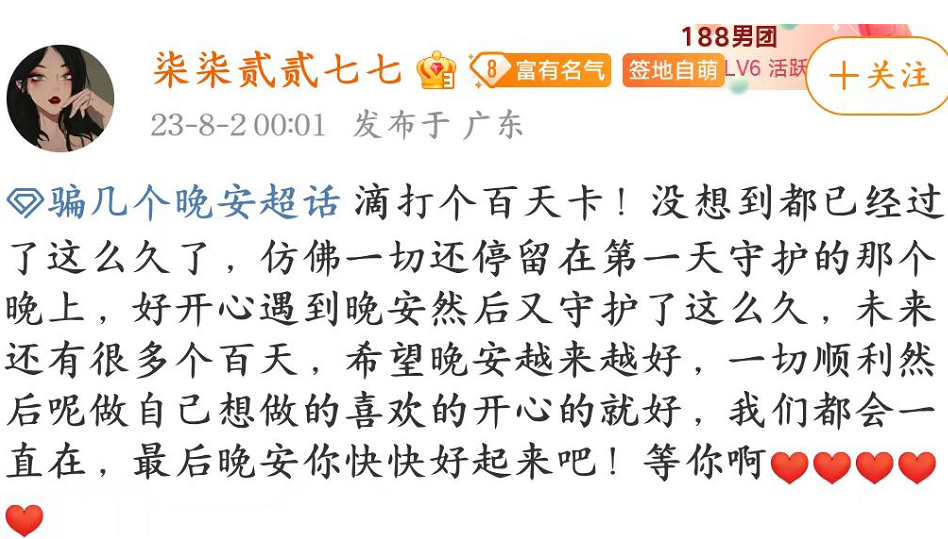 188男团
柒柒贰贰七七 8 富有名气 签地自萌 LV6 活跃 十关注
23-8-2 00:01 发布于 广东
骗几个晚安超话 滴打个百天卡！没想到都已经过
了这么久了，仿佛一切还停留在第一天守护的那个
晚上，好开心遇到晚安然后又守护了这么久，未来
还有很多个百天，希望晚安越来越好，一切顺利然
后呢做自己想做的喜欢的开心的就好，我们都会一
直在，最后晚安你快快好起来吧！等你啊❤️❤️❤️❤️
❤️